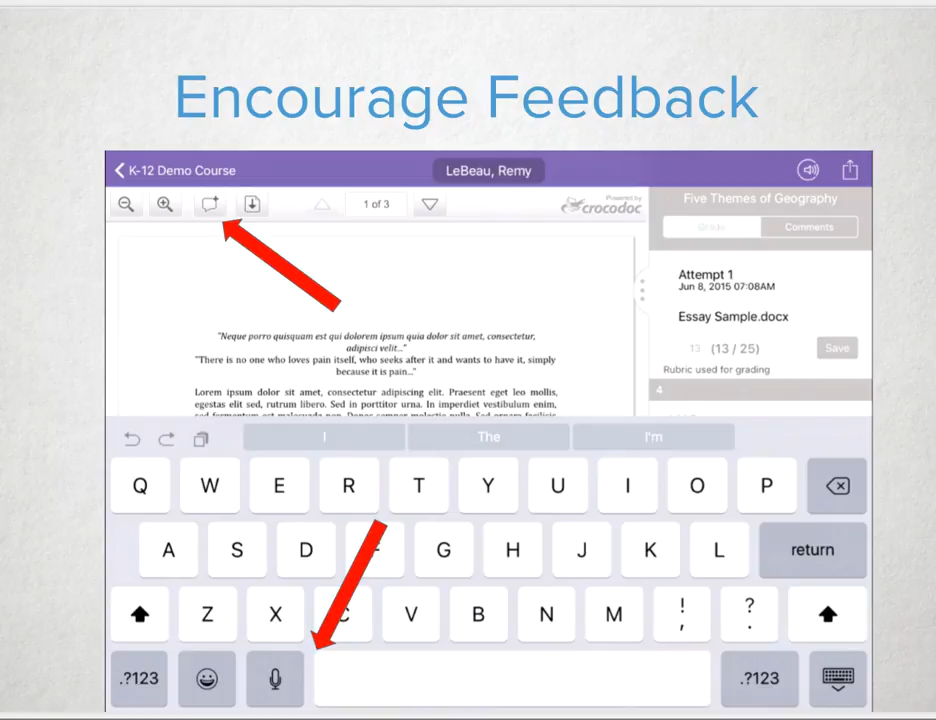 Encourage Feedback
K-12 Demo Course
LeBeau, Remy
1 of 3
Powered by
crocodoc
Five Themes of Geography
Grade
Comments
Attempt 1
Jun 8, 2015 07:08AM
Essay Sample.docx
13 (13 / 25)
Save
Rubric used for grading
4
"Neque porro quisquam est qui dolorem ipsum quia dolor sit amet, consectetur,
adipisci velit..."
"There is no one who loves pain itself, who seeks after it and wants to have it, simply
because it is pain..."
Lorem ipsum dolor sit amet, consectetur adipiscing elit. Praesent eget leo mollis,
egestas elit sed, rutrum libero. Sed in porttitor urna. In imperdiet vestibulum enim,
I The I'm
Q W E R T Y U I O P
A S D F G H J K L return
Z X C V B N M ! , ? .
.?123 .?123